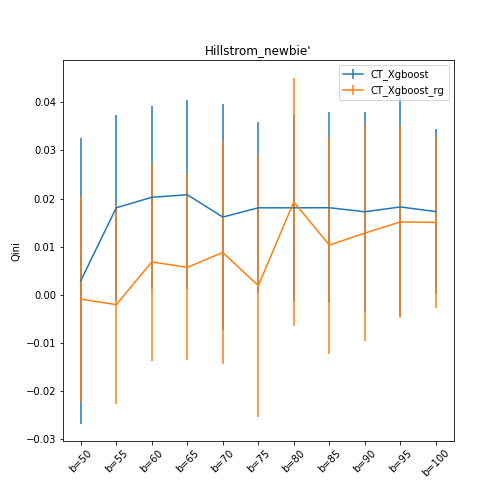 Hillstrom_newbie'
CT_Xgboost
CT_Xgboost_rg
Qini
0.04
0.03
0.02
0.01
0.00
−0.01
−0.02
−0.03
b=50
b=55
b=60
b=65
b=70
b=75
b=80
b=85
b=90
b=95
b=100